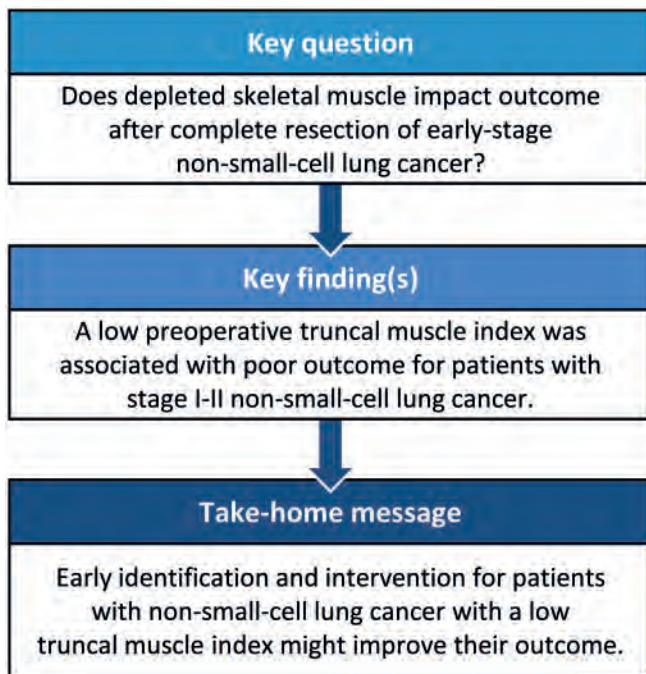 Key question
Does depleted skeletal muscle impact outcome
after complete resection of early-stage
non-small-cell lung cancer?
Key finding(s)
A low preoperative truncal muscle index was
associated with poor outcome for patients with
stage I-II non-small-cell lung cancer.
Take-home message
Early identification and intervention for patients
with non-small-cell lung cancer with a low
truncal muscle index might improve their outcome.